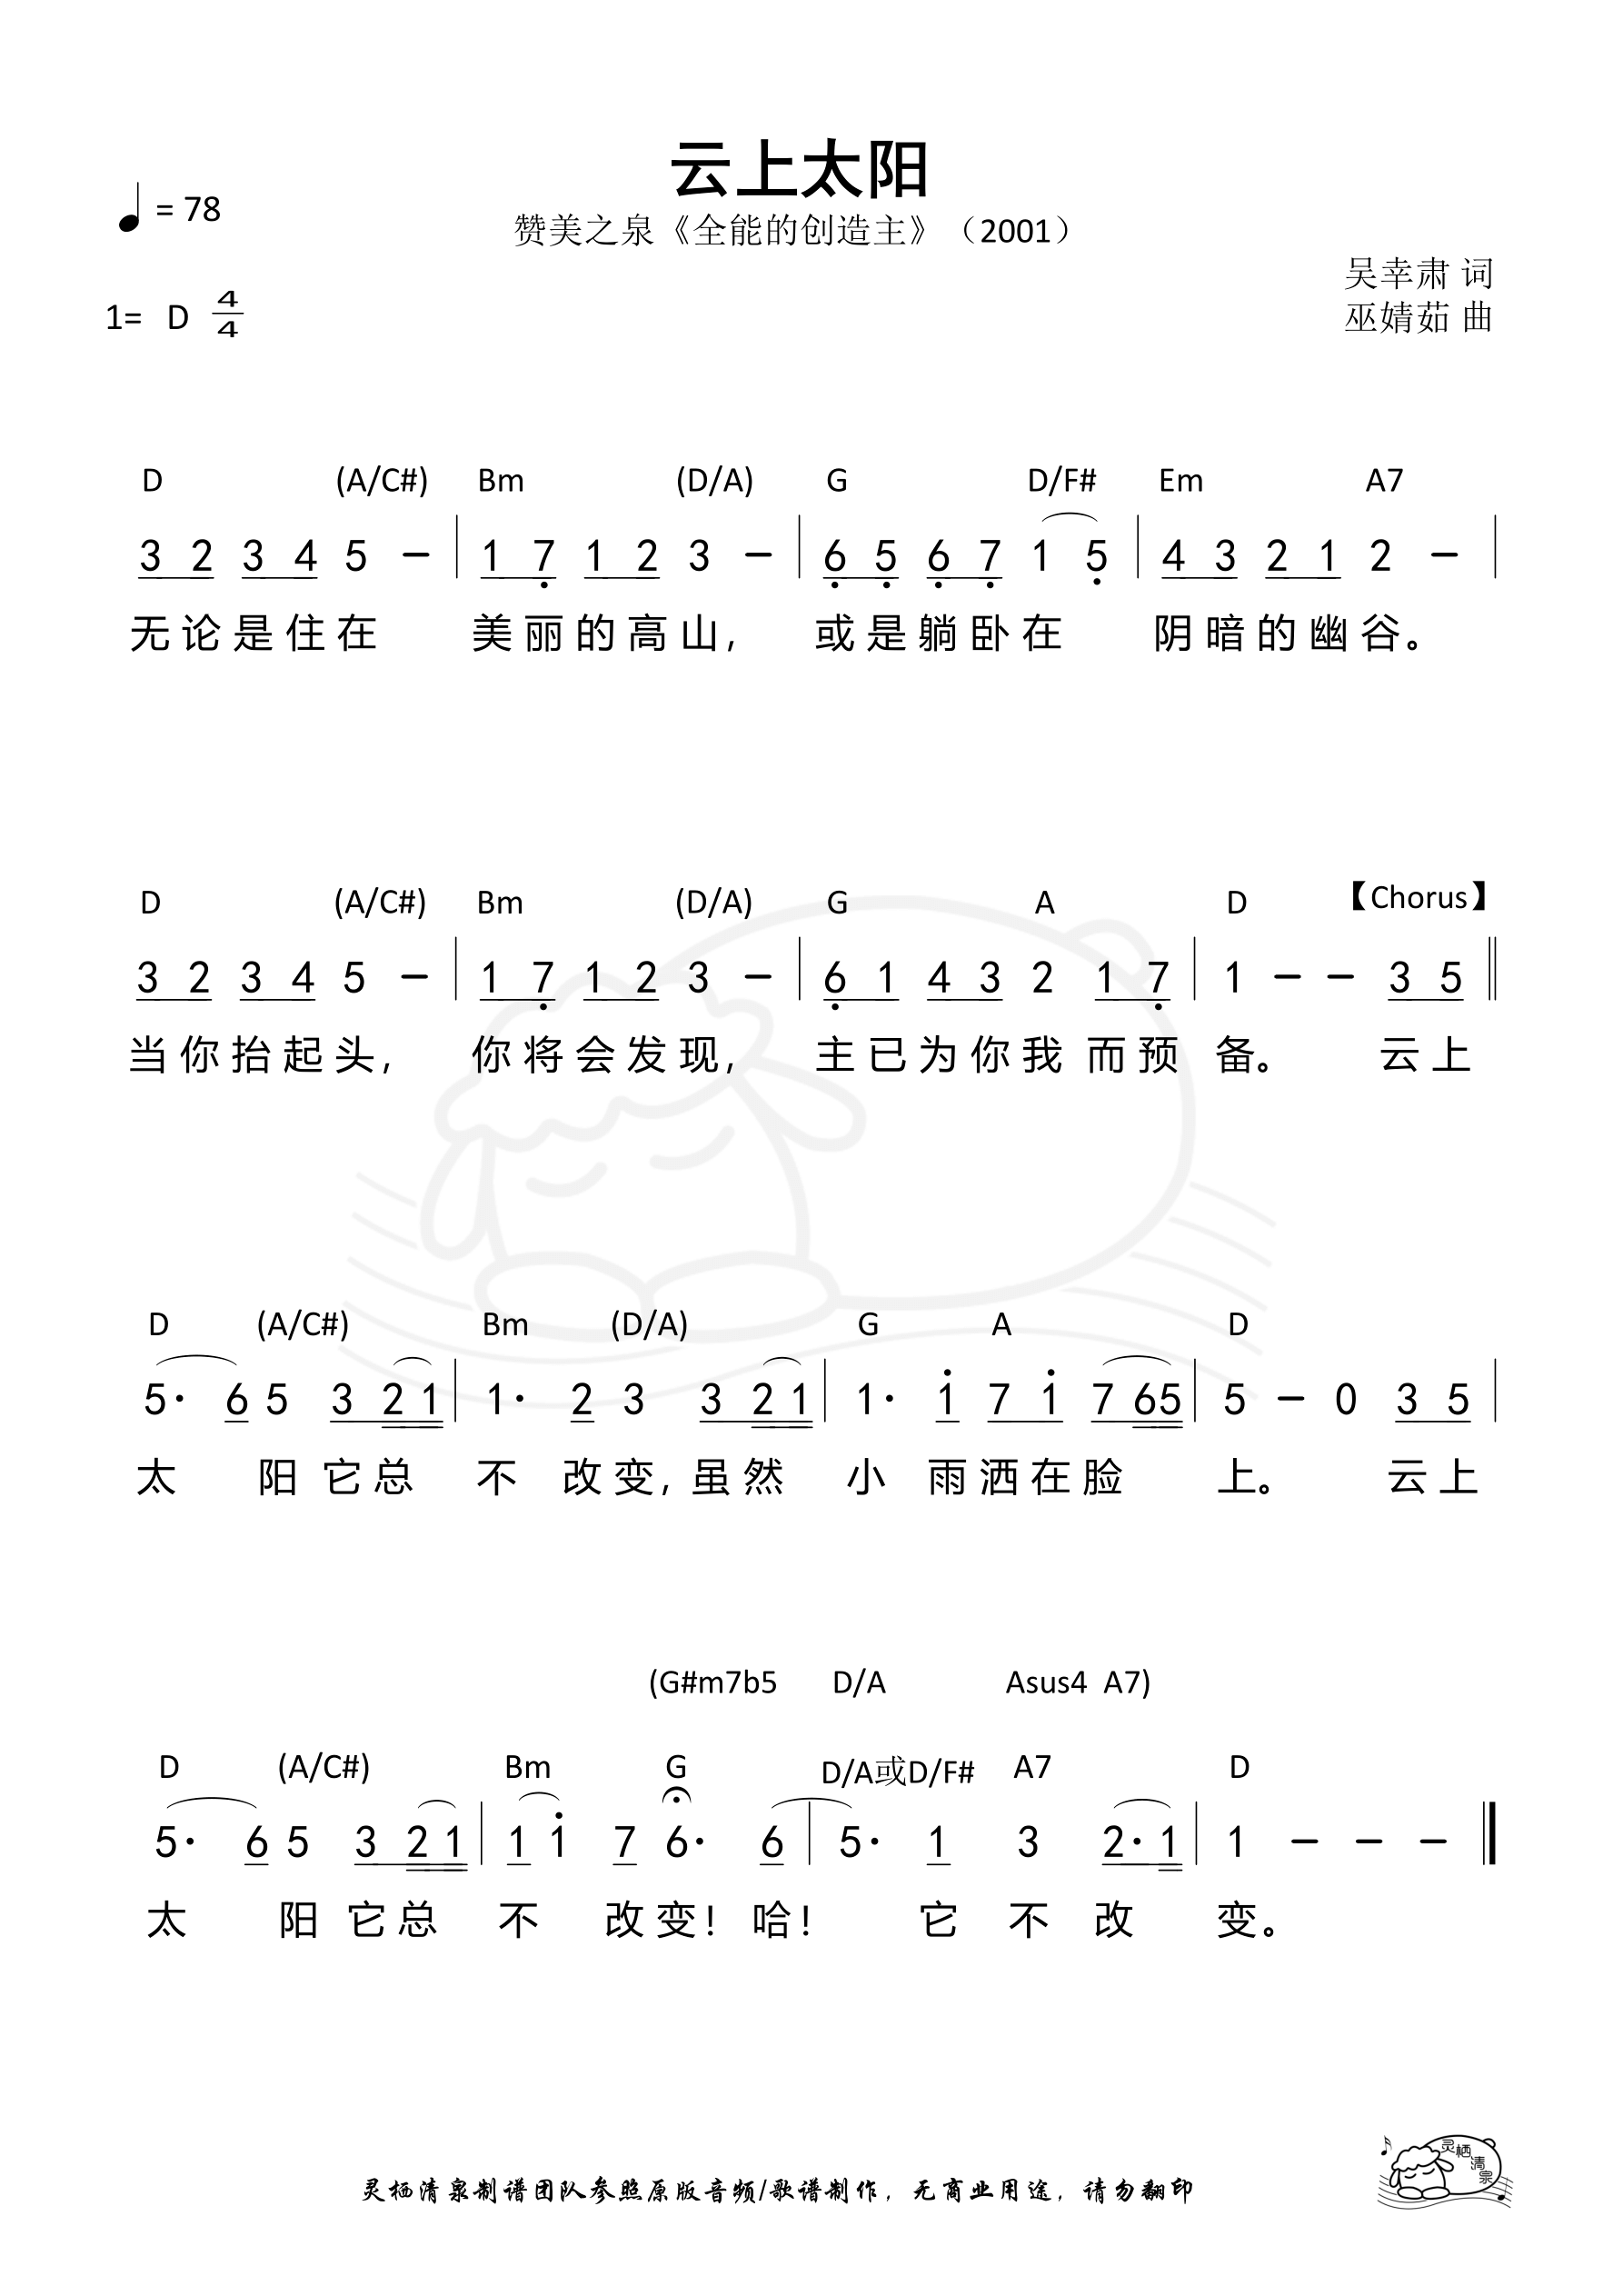 云上太阳
♩ = 78
赞美之泉《全能的创造主》（2001）
吴幸肃 词
1= D 4/4
巫婧茹 曲
D (A/C#) Bm (D/A) G D/F# Em A7
3 2 3 4 5 – | 1 7̣ 1 2 3 – | 6̣ 5̣ 6̣ 7̣ 1 5̣ | 4 3 2 1 2 – |
无论是住在 美丽的高山, 或是躺卧在 阴暗的幽谷。
D (A/C#) Bm (D/A) G A D 【Chorus】
3 2 3 4 5 – | 1 7̣ 1 2 3 – | 6̣ 1 4 3 2 1 7̣ | 1 – – 3 5 ‖
当你抬起头, 你将会发现, 主已为你我 而预 备。 云上
D (A/C#) Bm (D/A) G A D
5· 6 5 3 2 1 | 1· 2 3 3 2 1 | 1· 1̇ 7 1̇ 7 65 | 5 – 0 3 5 |
太 阳 它总 不 改变, 虽然 小 雨洒在脸 上。 云上
(G#m7b5 D/A Asus4 A7)
D (A/C#) Bm G D/A或D/F# A7 D
5· 6 5 3 2 1 | 1 1̇ 7 6· 6 | 5· 1 3 2·1 | 1 – – – ‖
太 阳 它总 不 改变! 哈! 它 不 改 变。
灵栖清泉制谱团队参照原版音频/歌谱制作，无商业用途，请勿翻印
灵栖清泉